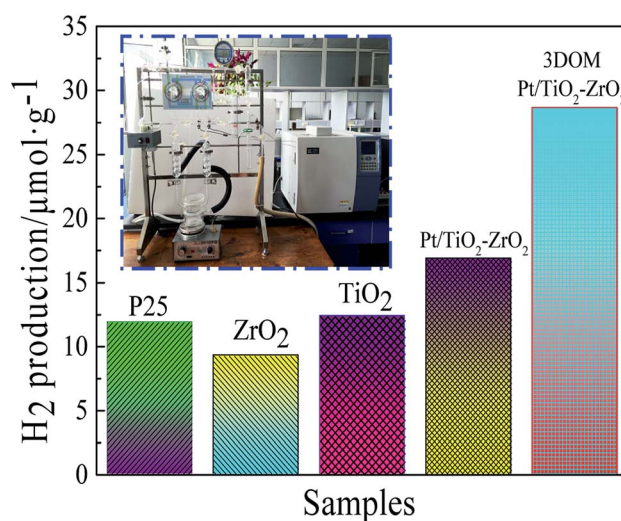 H2 production/μmol·g-1
35
30
25
20
15
10
5
0
P25
ZrO2
TiO2
Pt/TiO2-ZrO2
3DOM
Pt/TiO2-ZrO2
Samples